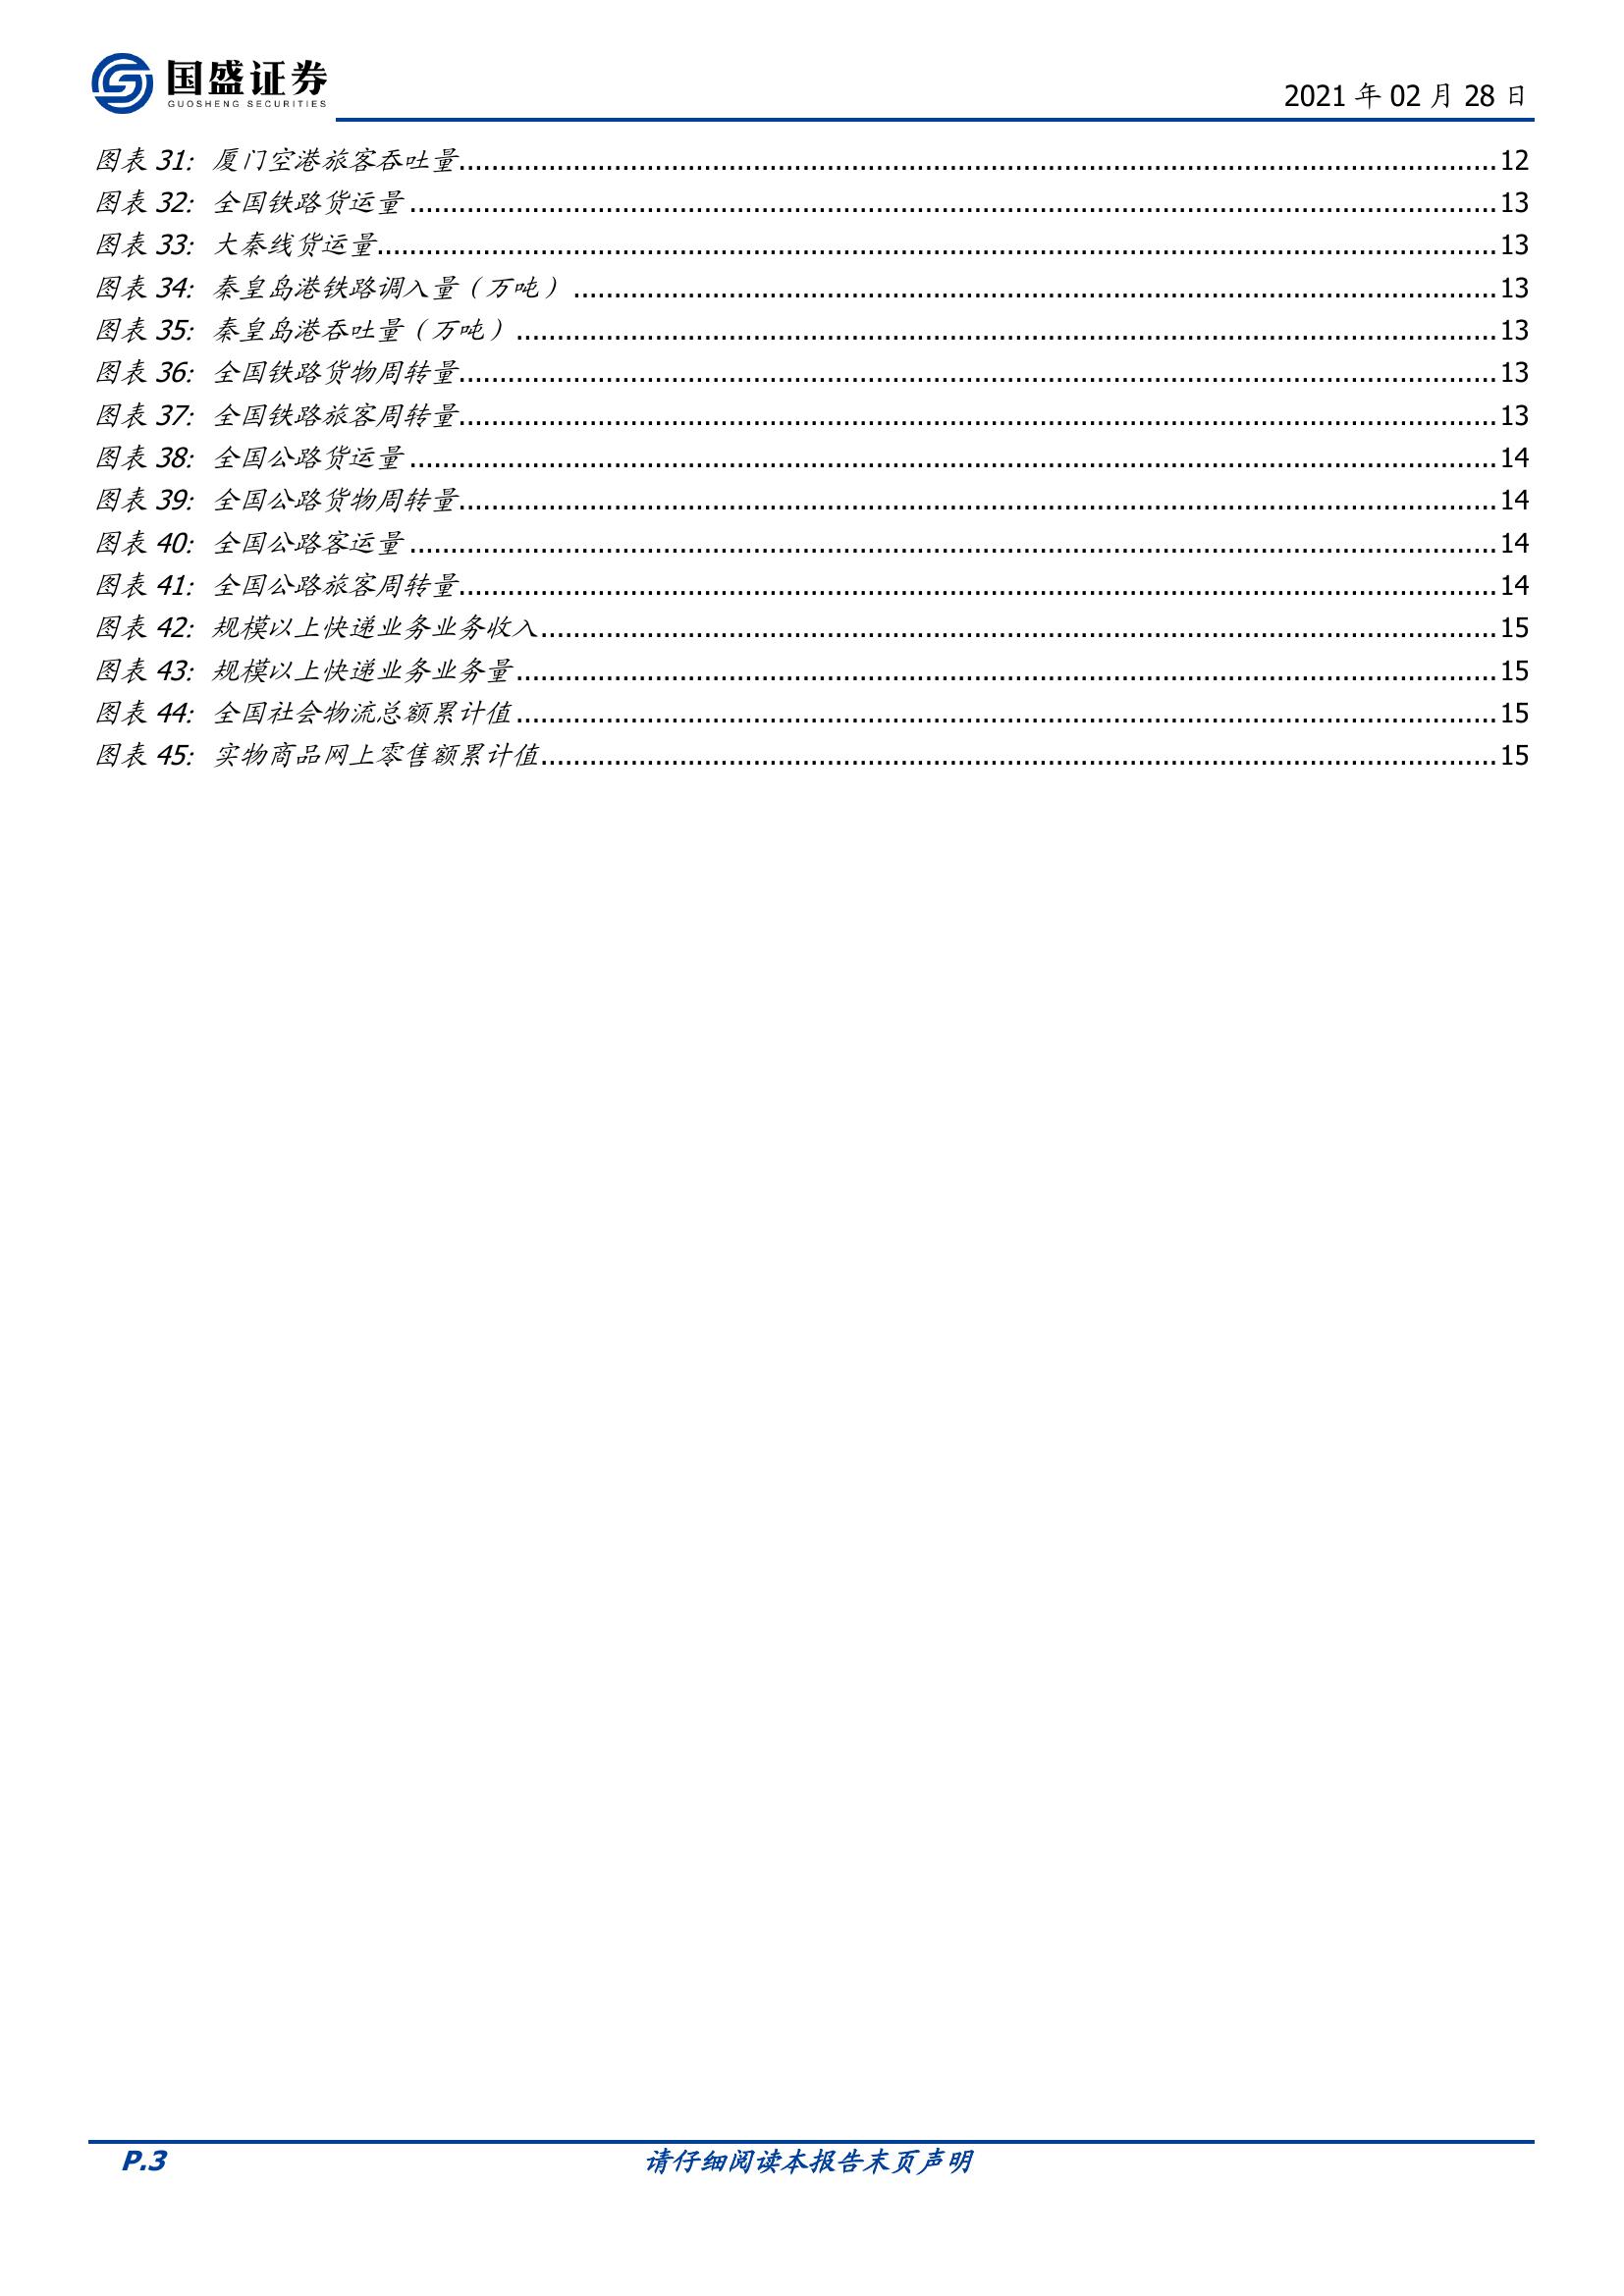 国盛证券
GUOSHENG SECURITIES
2021 年 02 月 28 日
图表 31: 厦门空港旅客吞吐量 12
图表 32: 全国铁路货运量 13
图表 33: 大秦线货运量 13
图表 34: 秦皇岛港铁路调入量（万吨） 13
图表 35: 秦皇岛港吞吐量（万吨） 13
图表 36: 全国铁路货物周转量 13
图表 37: 全国铁路旅客周转量 13
图表 38: 全国公路货运量 14
图表 39: 全国公路货物周转量 14
图表 40: 全国公路客运量 14
图表 41: 全国公路旅客周转量 14
图表 42: 规模以上快递业务业务收入 15
图表 43: 规模以上快递业务业务量 15
图表 44: 全国社会物流总额累计值 15
图表 45: 实物商品网上零售额累计值 15
P.3 请仔细阅读本报告末页声明